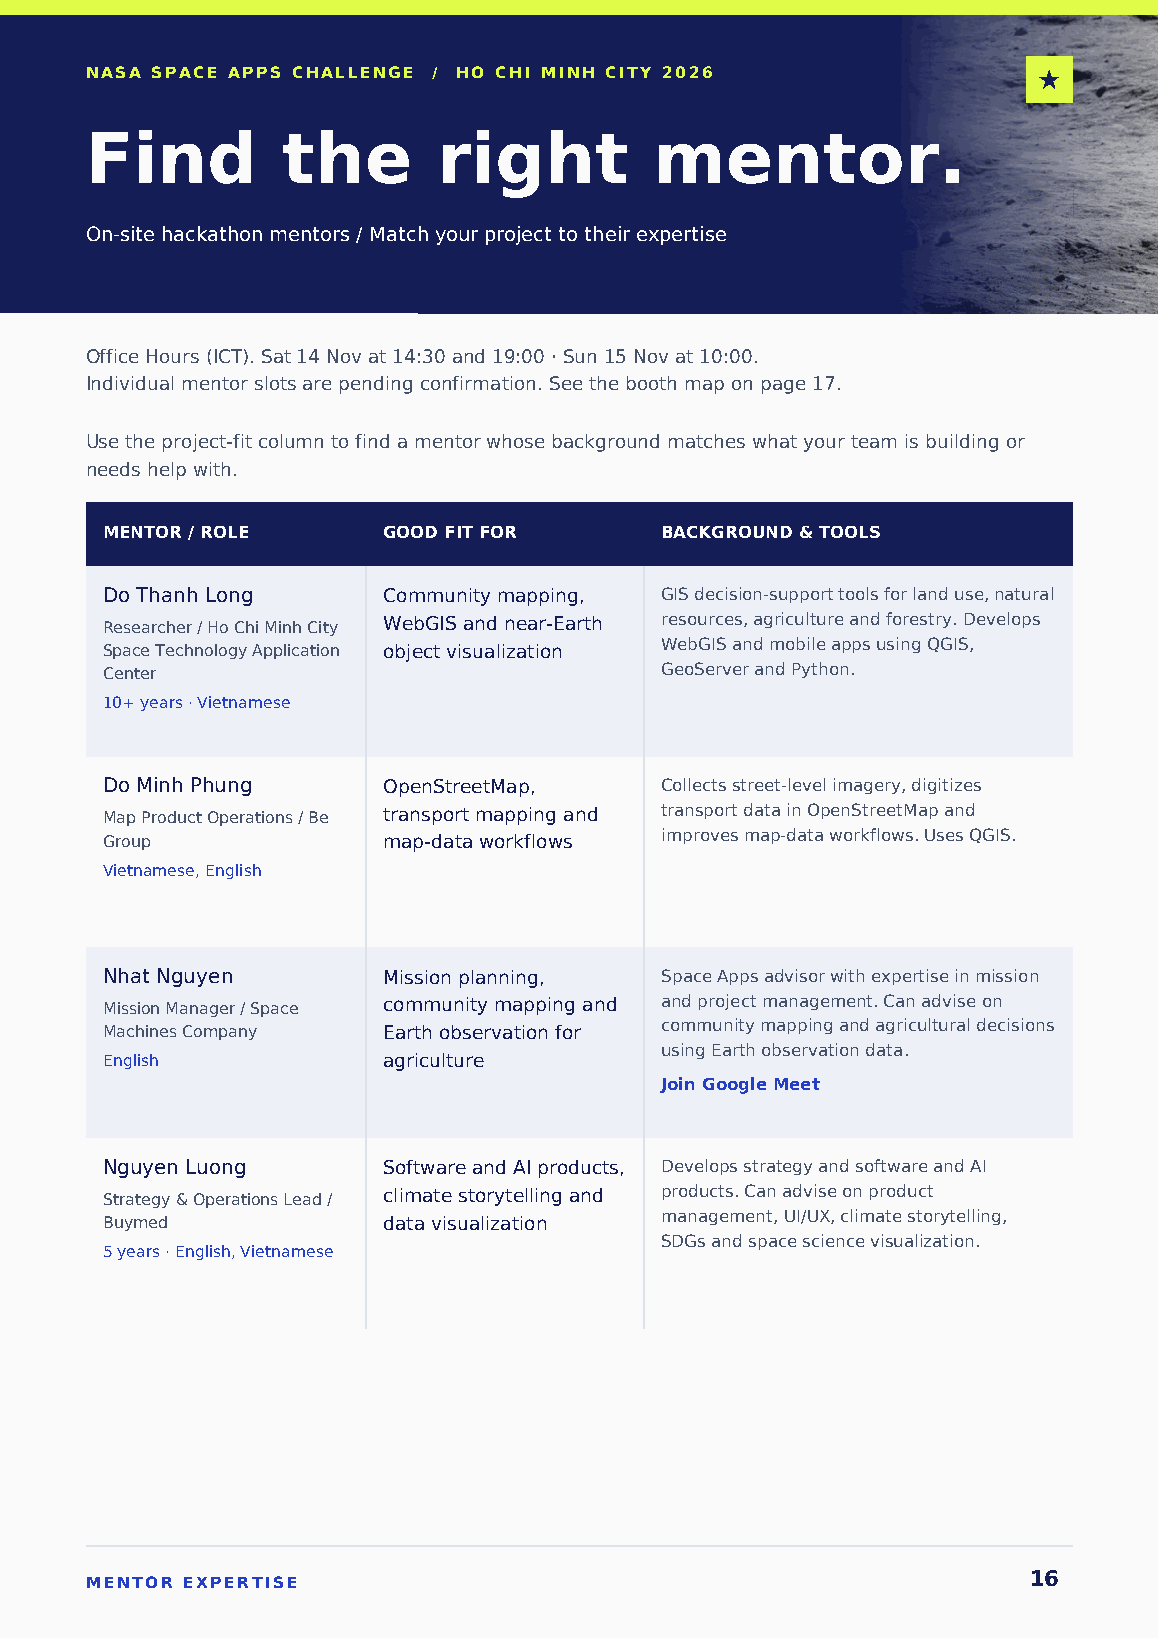 NASA SPACE APPS CHALLENGE / HO CHI MINH CITY 2026
Find the right mentor.
On-site hackathon mentors / Match your project to their expertise
Office Hours (ICT). Sat 14 Nov at 14:30 and 19:00 · Sun 15 Nov at 10:00.
Individual mentor slots are pending confirmation. See the booth map on page 17.
Use the project-fit column to find a mentor whose background matches what your team is building or
needs help with.
MENTOR / ROLE
GOOD FIT FOR
BACKGROUND & TOOLS
Do Thanh Long
Researcher / Ho Chi Minh City
Space Technology Application
Center
10+ years · Vietnamese
Community mapping,
WebGIS and near-Earth
object visualization
GIS decision-support tools for land use, natural
resources, agriculture and forestry. Develops
WebGIS and mobile apps using QGIS,
GeoServer and Python.
Do Minh Phung
Map Product Operations / Be
Group
Vietnamese, English
OpenStreetMap,
transport mapping and
map-data workflows
Collects street-level imagery, digitizes
transport data in OpenStreetMap and
improves map-data workflows. Uses QGIS.
Nhat Nguyen
Mission Manager / Space
Machines Company
English
Mission planning,
community mapping and
Earth observation for
agriculture
Space Apps advisor with expertise in mission
and project management. Can advise on
community mapping and agricultural decisions
using Earth observation data.
Join Google Meet
Nguyen Luong
Strategy & Operations Lead /
Buymed
5 years · English, Vietnamese
Software and AI products,
climate storytelling and
data visualization
Develops strategy and software and AI
products. Can advise on product
management, UI/UX, climate storytelling,
SDGs and space science visualization.
MENTOR EXPERTISE
16